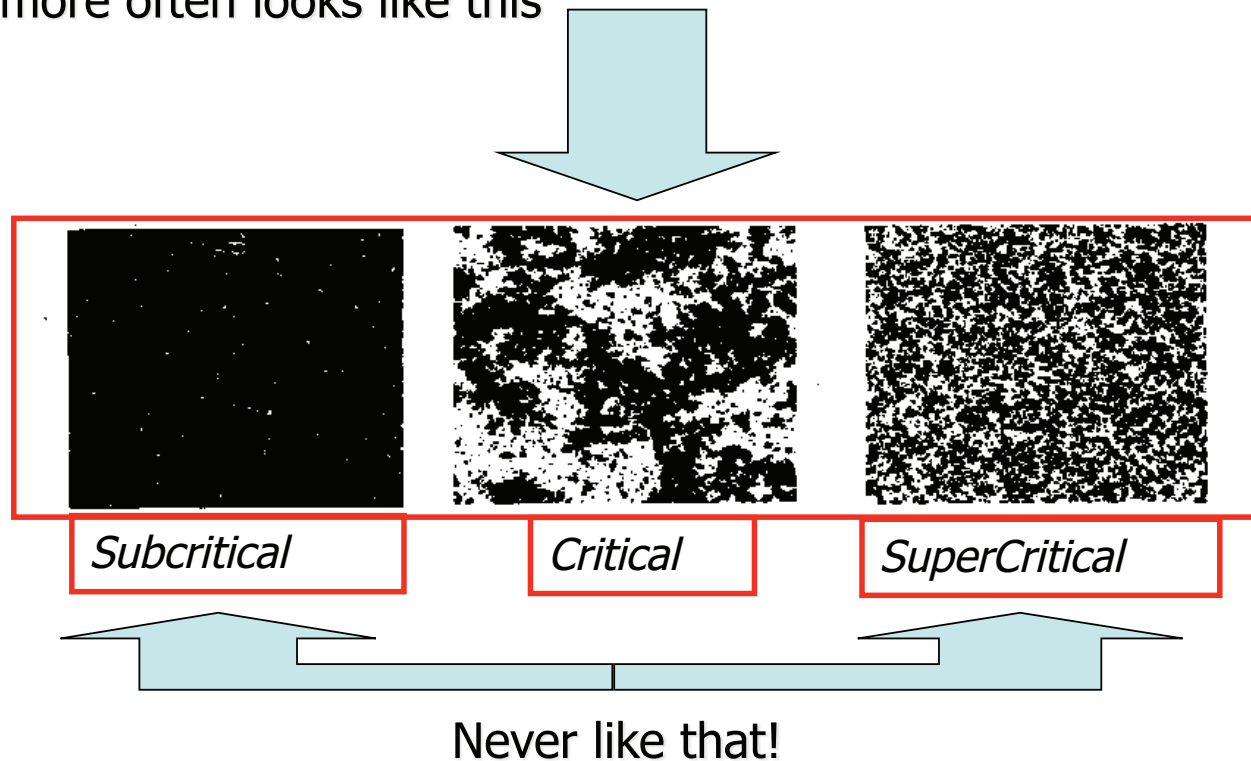 more often looks like this
Subcritical
Critical
SuperCritical
Never like that!